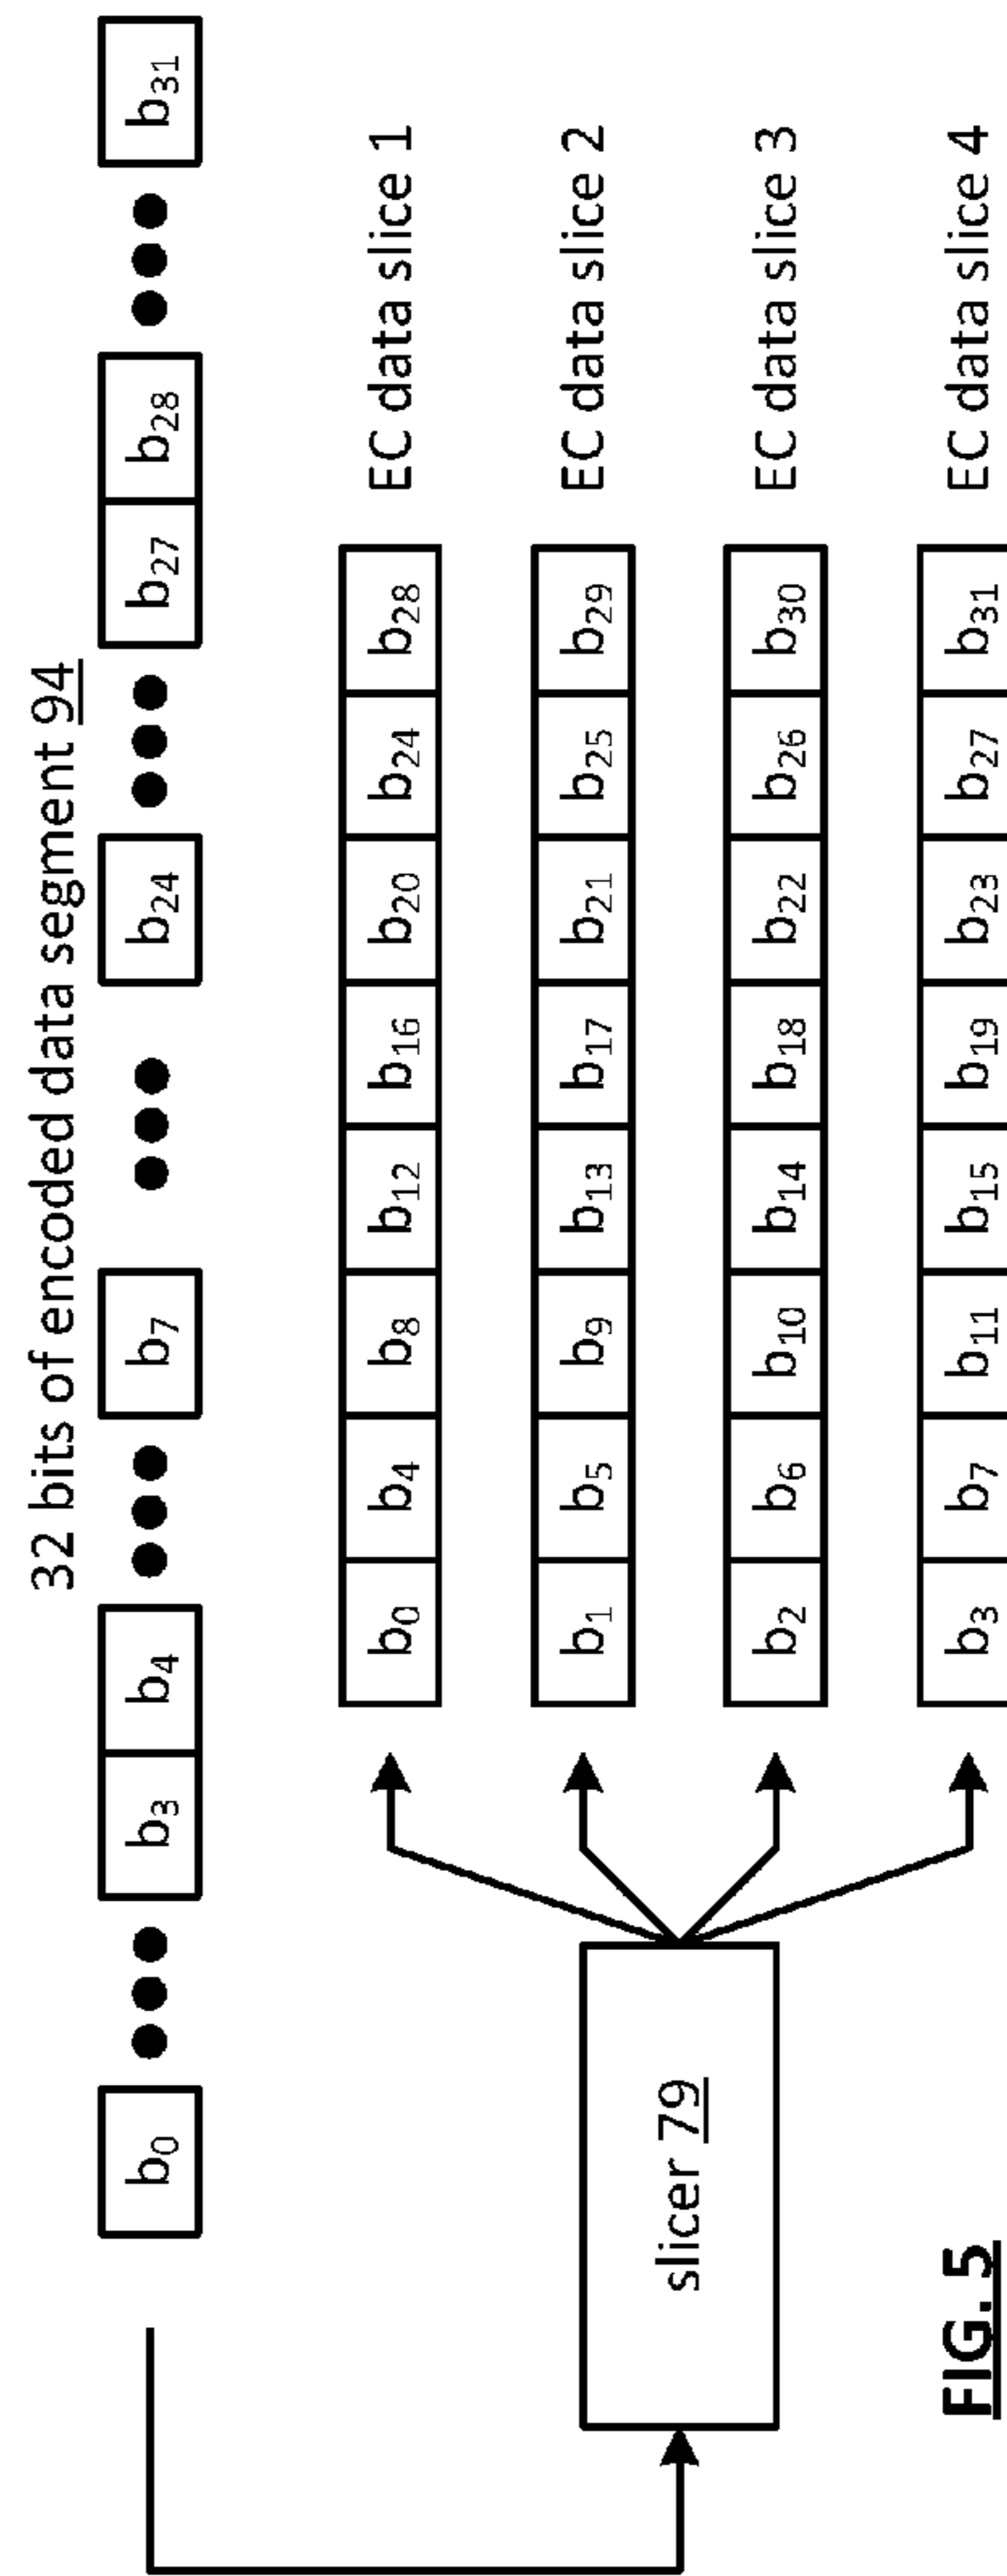 32 bits of encoded data segment 94
b0 b3 b4 b7 b24 b27 b28 b31
b0 b4 b8 b12 b16 b20 b24 b28 EC data slice 1
b1 b5 b9 b13 b17 b21 b25 b29 EC data slice 2
slicer 79
b2 b6 b10 b14 b18 b22 b26 b30 EC data slice 3
b3 b7 b11 b15 b19 b23 b27 b31 EC data slice 4
FIG. 5